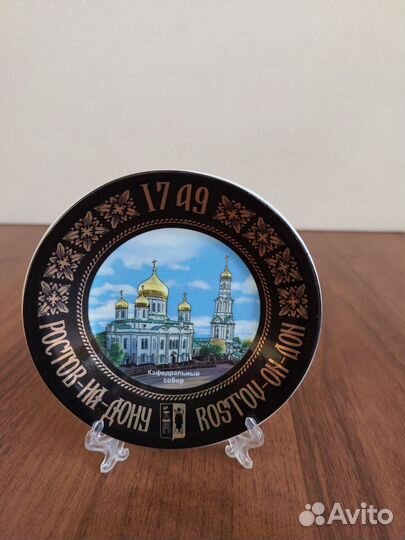 1749
Кафедральный
собор
РОСТОВ-НА-ДОНУ
ROSTOV-ON-DON
Avito